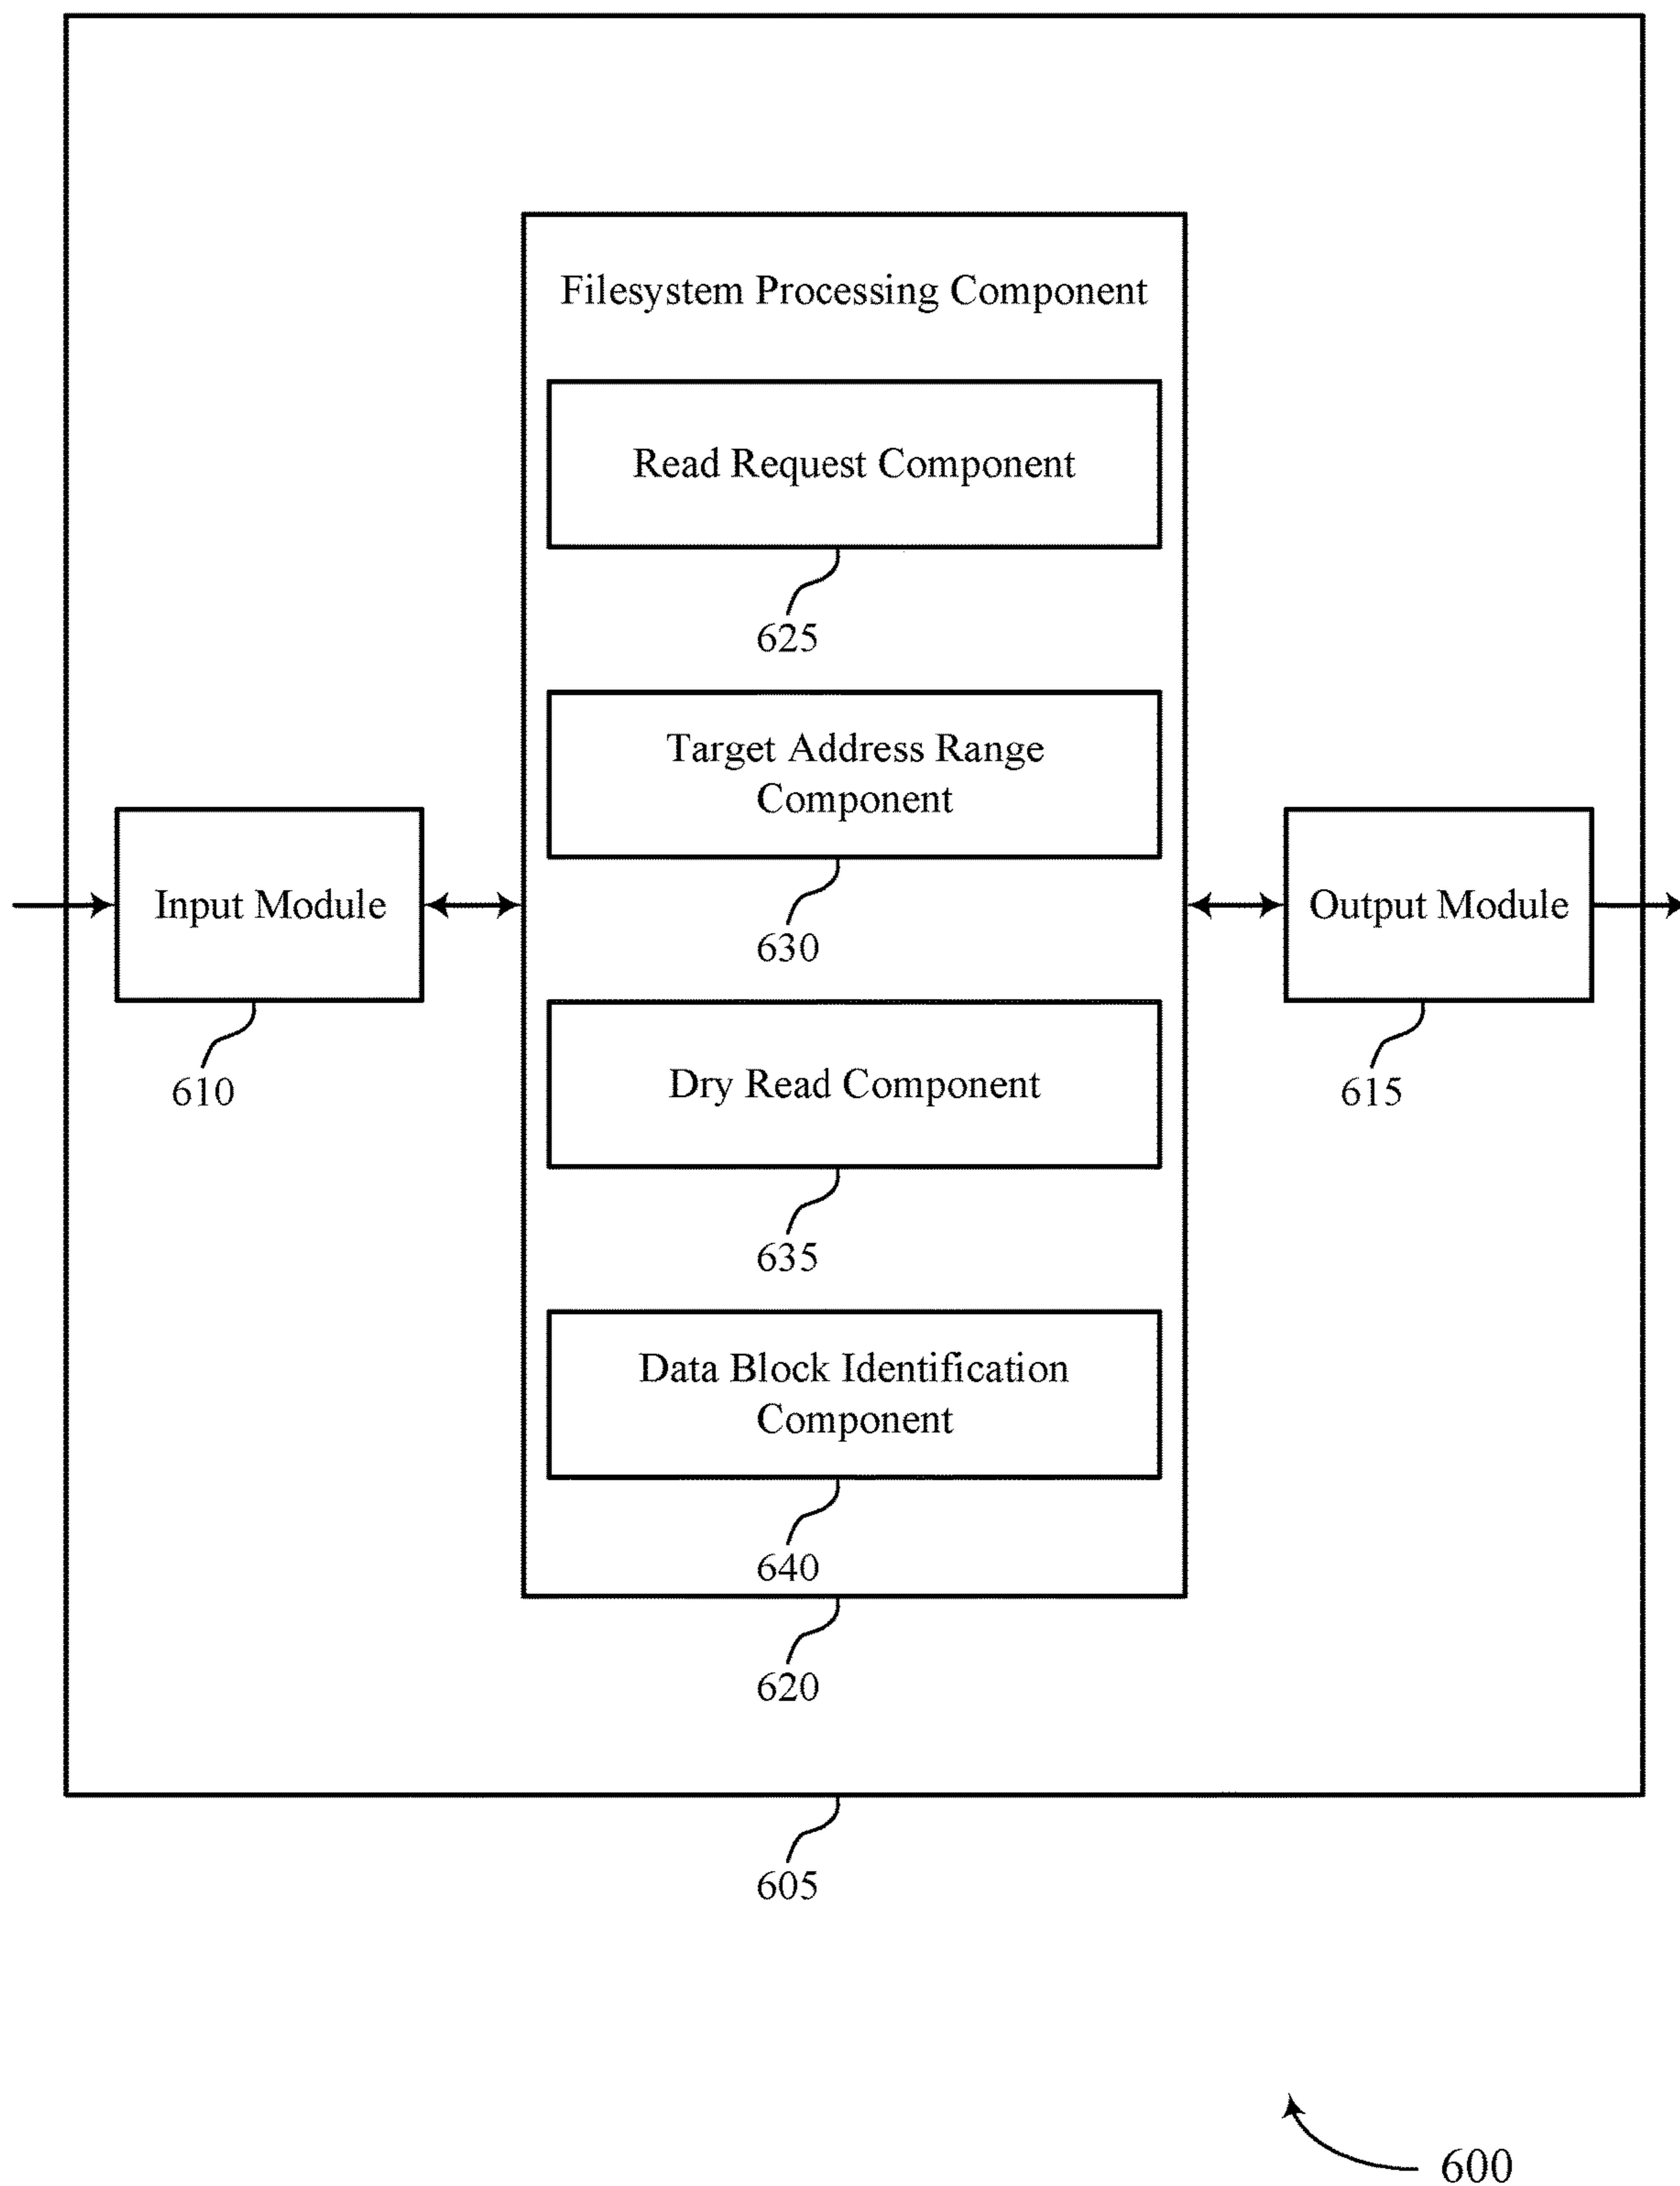 Filesystem Processing Component
Read Request Component
625
Target Address Range
Component
630
Input Module
610
Output Module
615
Dry Read Component
635
Data Block Identification
Component
640
620
605
600